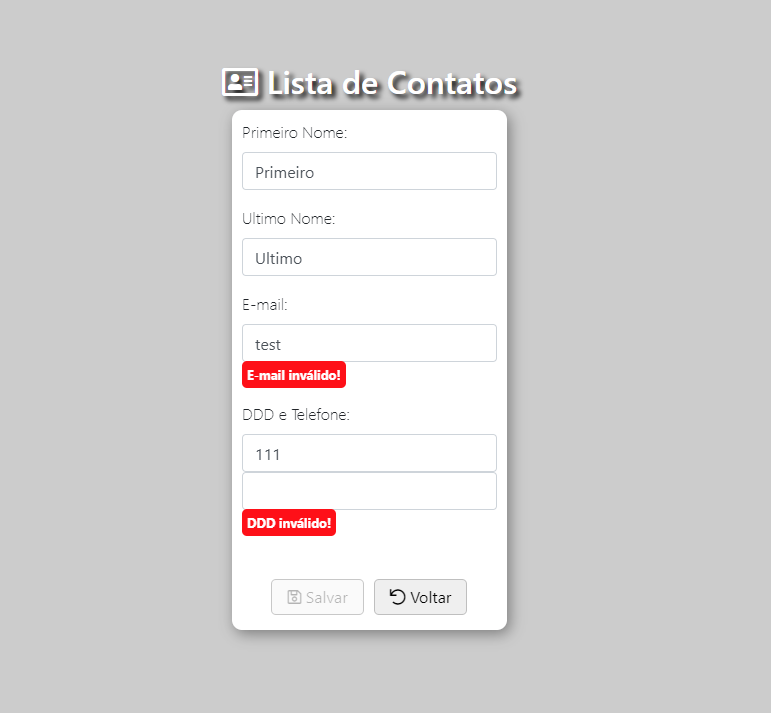 Lista de Contatos
Primeiro Nome:
Primeiro
Ultimo Nome:
Ultimo
E-mail:
test
E-mail inválido!
DDD e Telefone:
111
DDD inválido!
Salvar Voltar